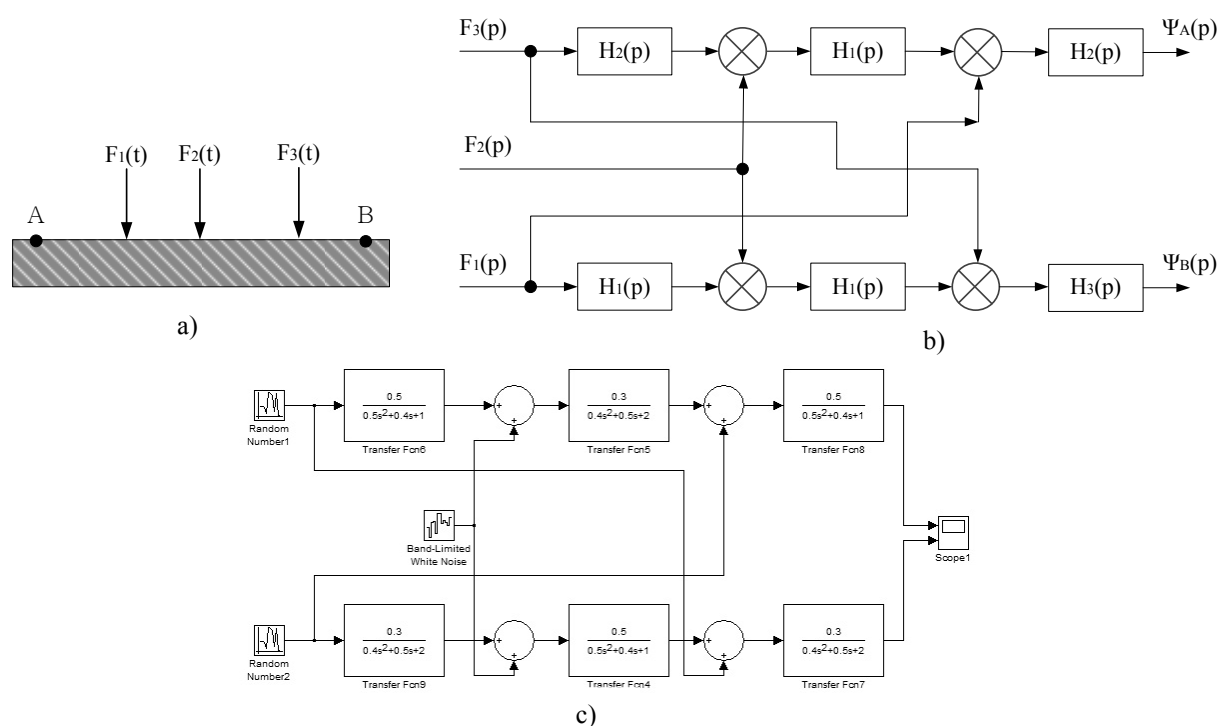 F₁(t) F₂(t) F₃(t)
A B
a)
F₃(p) H₂(p) H₁(p) H₂(p) Ψ_A(p)
F₂(p)
F₁(p) H₁(p) H₁(p) H₃(p) Ψ_B(p)
b)
Random
Number1
0.5
0.5s²+0.4s+1
Transfer Fcn6
+
+
0.3
0.4s²+0.5s+2
Transfer Fcn5
+
+
0.5
0.5s²+0.4s+1
Transfer Fcn8
Band-Limited
White Noise
Scope1
Random
Number2
0.3
0.4s²+0.5s+2
Transfer Fcn9
+
+
0.5
0.5s²+0.4s+1
Transfer Fcn4
+
+
0.3
0.4s²+0.5s+2
Transfer Fcn7
c)